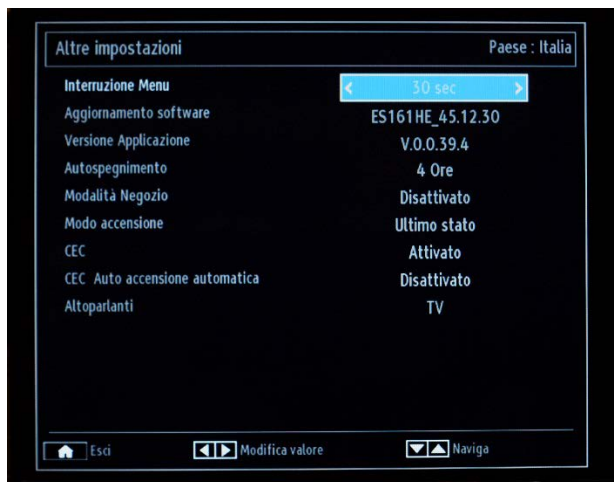 Altre impostazioni Paese : Italia
Interruzione Menu 30 sec
Aggiornamento software ES161HE_45.12.30
Versione Applicazione V.0.0.39.4
Autospegnimento 4 Ore
Modalità Negozio Disattivato
Modo accensione Ultimo stato
CEC Attivato
CEC Auto accensione automatica Disattivato
Altoparlanti TV
Esci Modifica valore Naviga